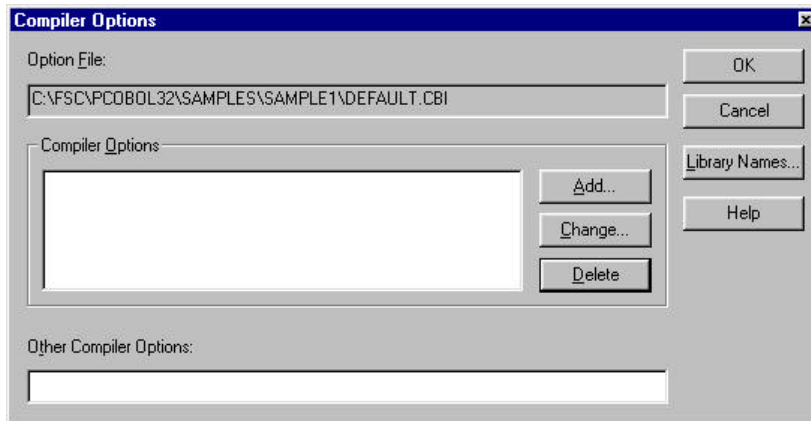 Compiler Options
Option File:
C:\FSC\PCOBOL32\SAMPLES\SAMPLE1\DEFAULT.CBI
Compiler Options
Add...
Change...
Delete
Other Compiler Options:
OK
Cancel
Library Names...
Help